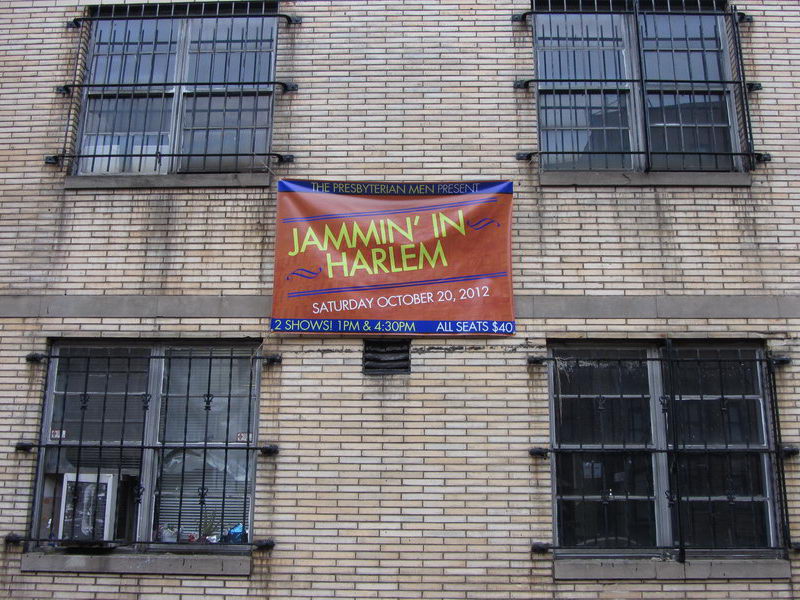 THE PRESBYTERIAN MEN PRESENT
JAMMIN' IN
HARLEM
SATURDAY OCTOBER 20, 2012
2 SHOWS! 1PM & 4:30PM ALL SEATS $40